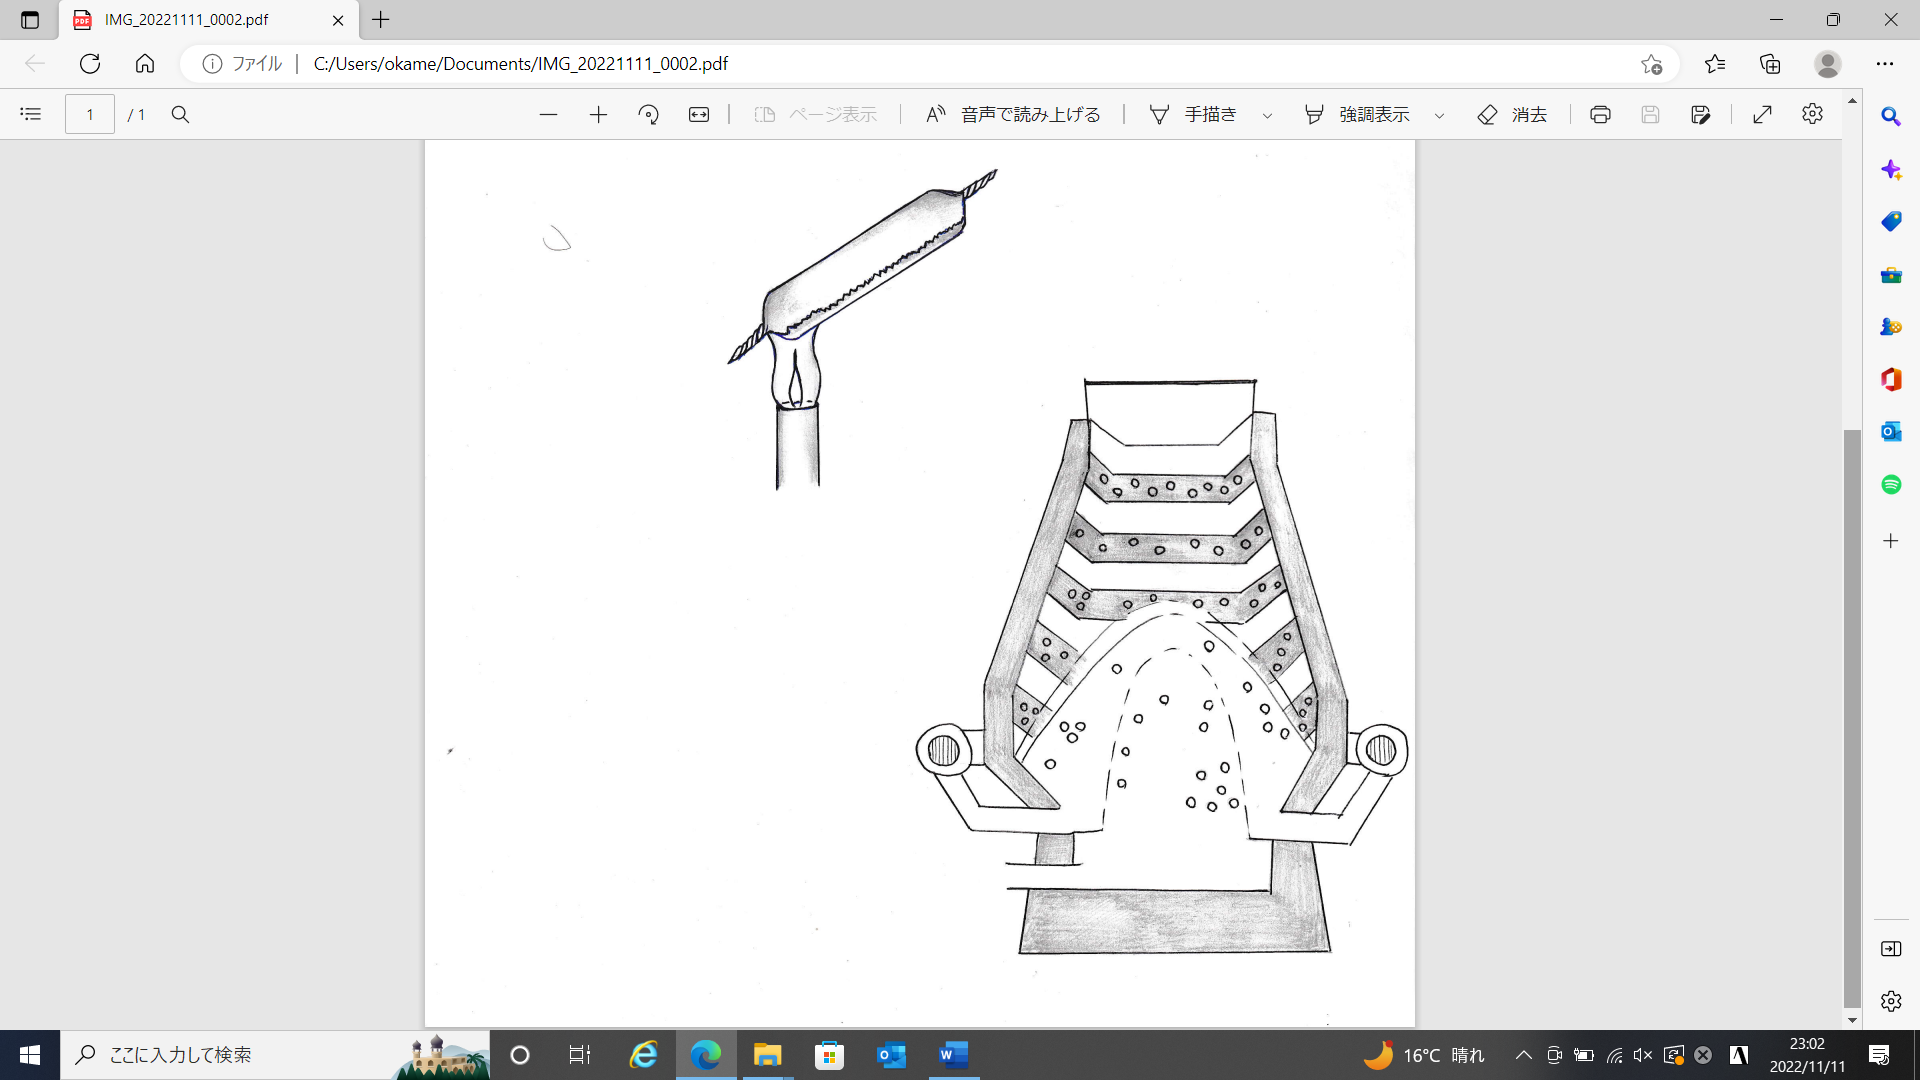 IMG_20221111_0002.pdf
ファイル C:/Users/okame/Documents/IMG_20221111_0002.pdf
1 / 1 ページ表示 音声で読み上げる 手描き 強調表示 消去
ここに入力して検索
16°C 晴れ
23:02
2022/11/11